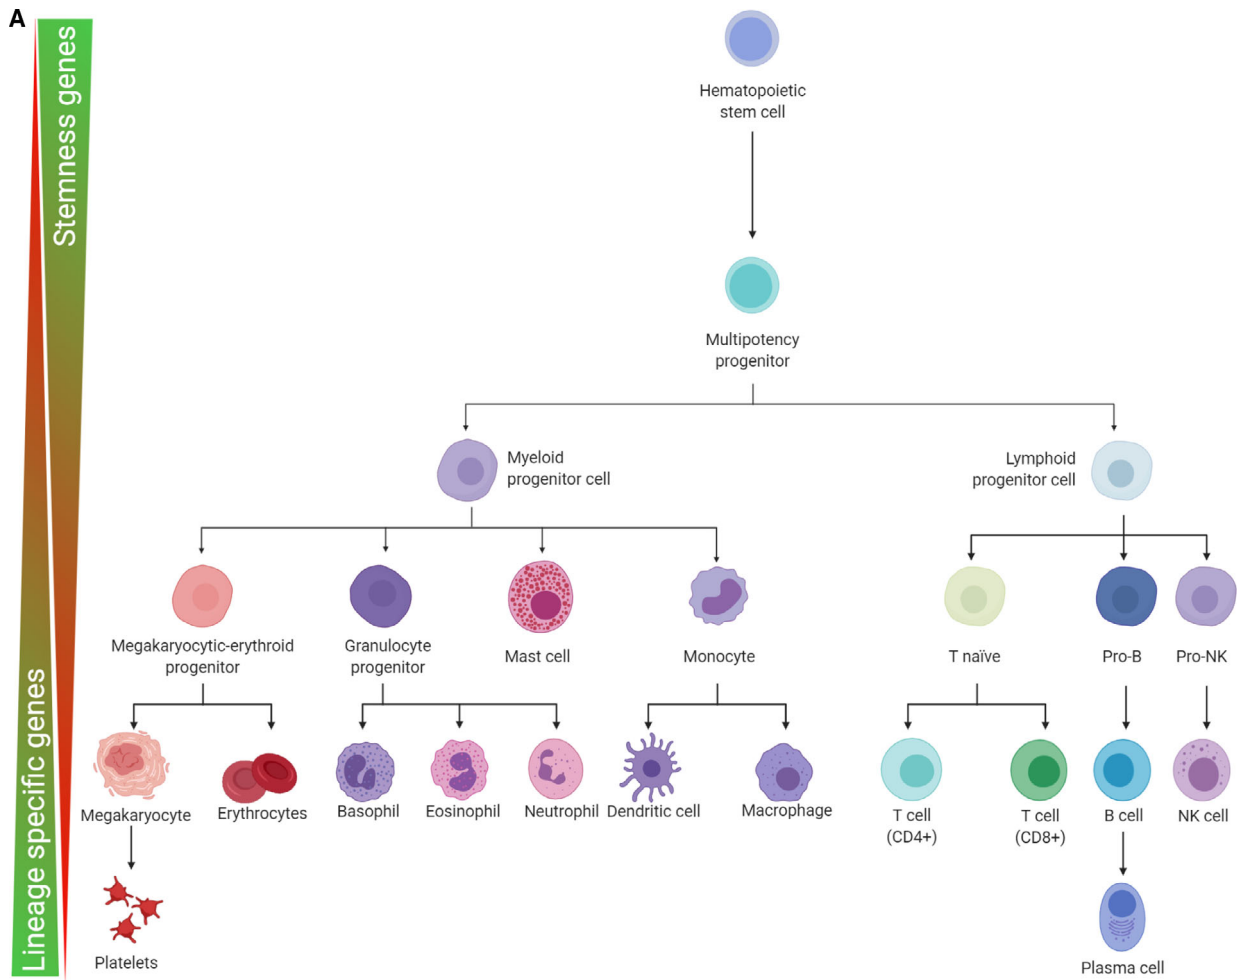 A
Stemness genes
Lineage specific genes
Hematopoietic
stem cell
Multipotency
progenitor
Myeloid
progenitor cell
Lymphoid
progenitor cell
Megakaryocytic-erythroid
progenitor
Granulocyte
progenitor
Mast cell
Monocyte
T naïve
Pro-B
Pro-NK
Megakaryocyte
Erythrocytes
Basophil
Eosinophil
Neutrophil
Dendritic cell
Macrophage
T cell
(CD4+)
T cell
(CD8+)
B cell
NK cell
Platelets
Plasma cell